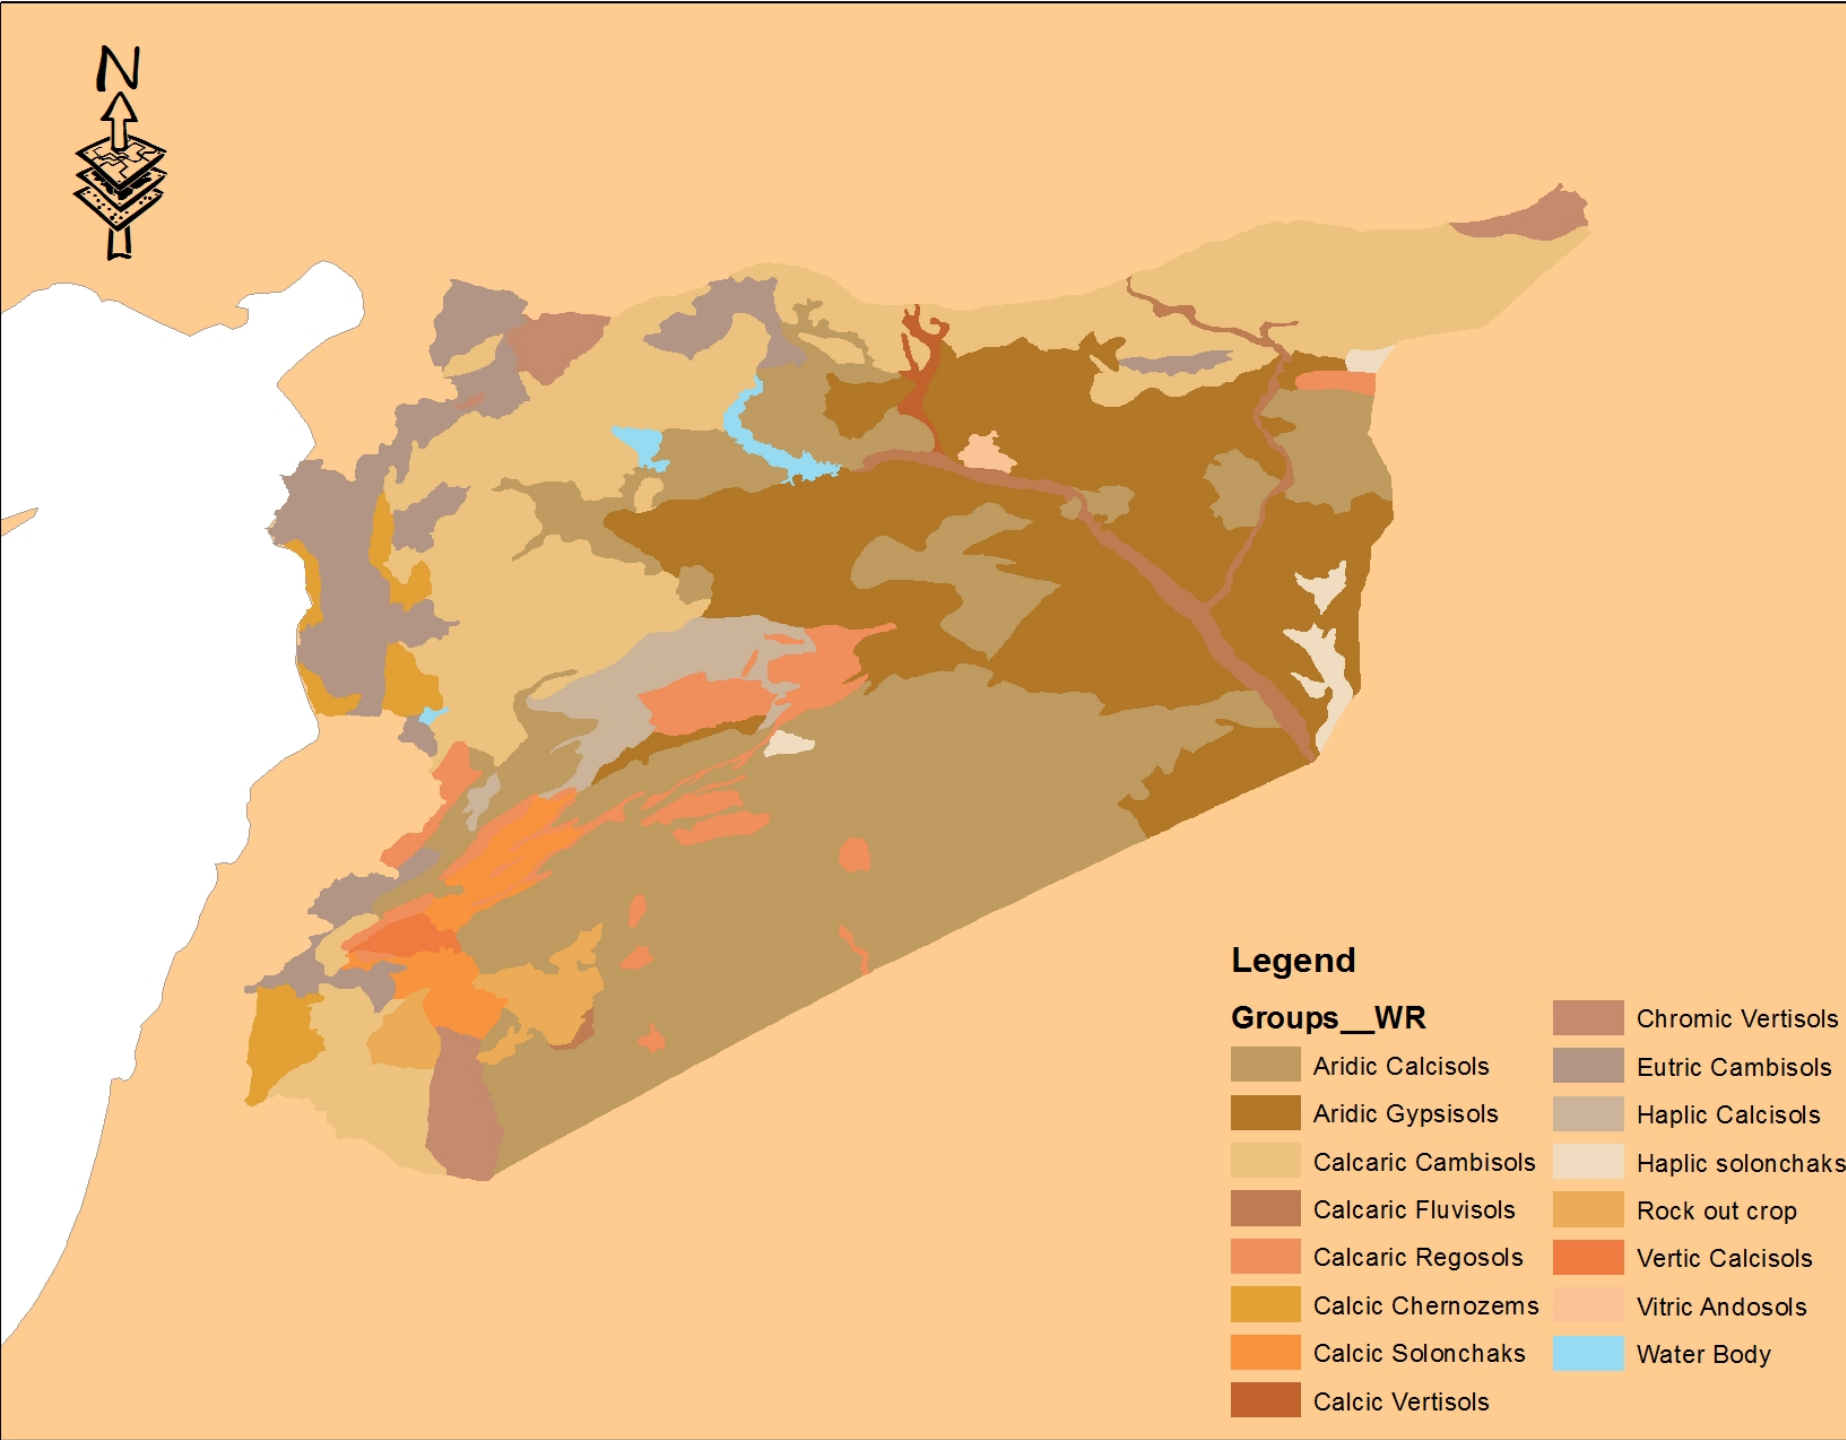 N
Legend
Groups__WR
Aridic Calcisols
Aridic Gypsisols
Calcaric Cambisols
Calcaric Fluvisols
Calcaric Regosols
Calcic Chernozems
Calcic Solonchaks
Calcic Vertisols
Chromic Vertisols
Eutric Cambisols
Haplic Calcisols
Haplic solonchaks
Rock out crop
Vertic Calcisols
Vitric Andosols
Water Body